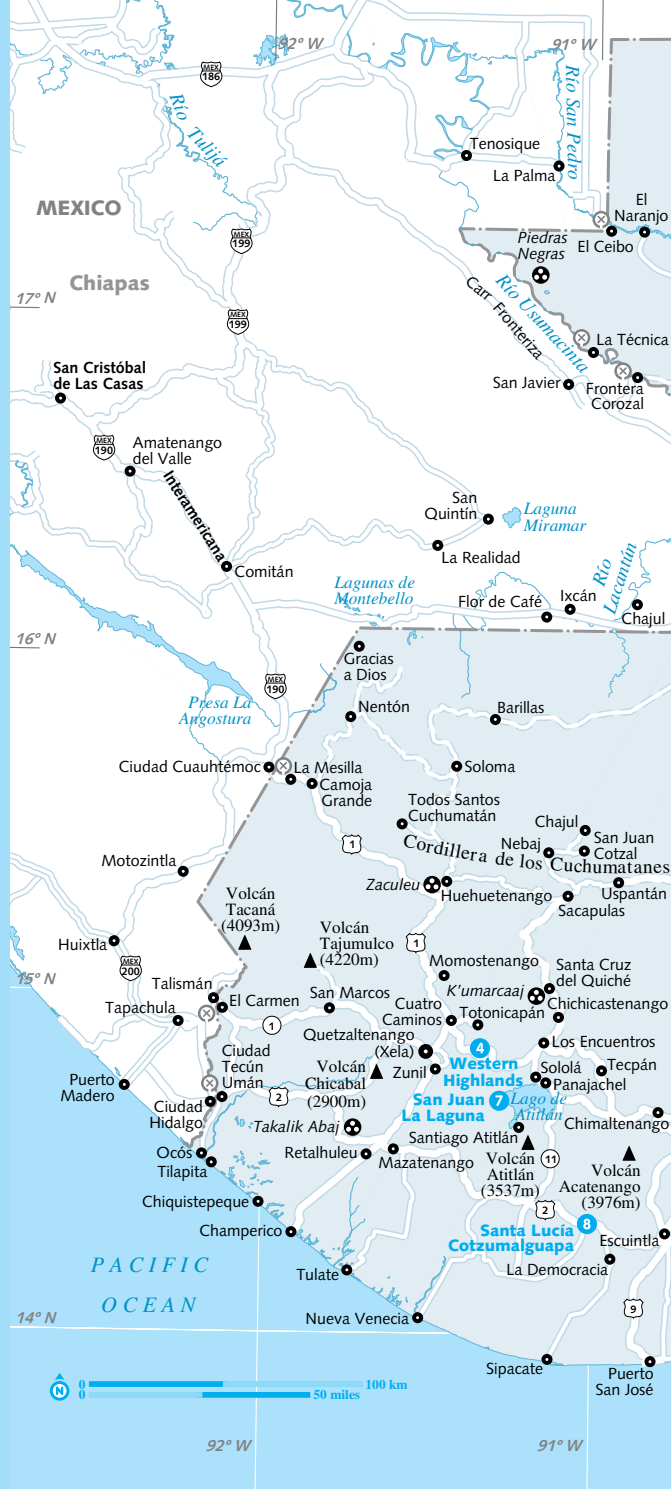 92° W
91° W
MEX
186
Río Tulijá
Río San Pedro
Tenosique
La Palma
MEXICO
El
Naranjo
El Ceibo
MEX
199
Piedras
Negras
Chiapas
17° N
Carr Fronteriza
Río Usumacinta
MEX
199
La Técnica
San Cristóbal
de Las Casas
San Javier
Frontera
Corozal
MEX
190
Amatenango
del Valle
Interamericana
San
Quintín
Laguna
Miramar
La Realidad
Comitán
Lagunas de
Montebello
Río
Lacantún
Flor de Café
Ixcán
Chajul
16° N
Gracias
a Dios
MEX
190
Presa La
Angostura
Nentón
Barillas
Ciudad Cuauhtémoc
La Mesilla
Camoja
Grande
Soloma
Todos Santos
Cuchumatán
Chajul
1
Cordillera de los Cuchumatanes
Nebaj
San Juan
Cotzal
Motozintla
Zaculeu
Huehuetenango
Uspantán
Sacapulas
Volcán
Tacaná
(4093m)
Volcán
Tajumulco
(4220m)
Huixtla
1
MEX
200
15° N
Momostenango
Santa Cruz
del Quiché
K'umarcaaj
Talismán
El Carmen
San Marcos
Cuatro
Caminos
Totonicapán
Chichicastenango
Tapachula
1
Quetzaltenango
(Xela)
Los Encuentros
4
Western
Highlands
Ciudad
Tecún
Umán
Volcán
Chicabal
(2900m)
Zunil
Sololá
Panajachel
Tecpán
Puerto
Madero
2
San Juan
La Laguna
7
Lago de
Atitlán
Ciudad
Hidalgo
Takalik Abaj
Chimaltenango
Santiago Atitlán
Ocós
Tilapita
Retalhuleu
Mazatenango
Volcán
Atitlán
(3537m)
11
Volcán
Acatenango
(3976m)
Chiquistepeque
2
8
Champerico
Santa Lucía
Cotzumalguapa
Escuintla
La Democracia
PACIFIC
OCEAN
Tulate
9
14° N
Nueva Venecia
Sipacate
Puerto
San José
N
0
100 km
0
50 miles
92° W
91° W